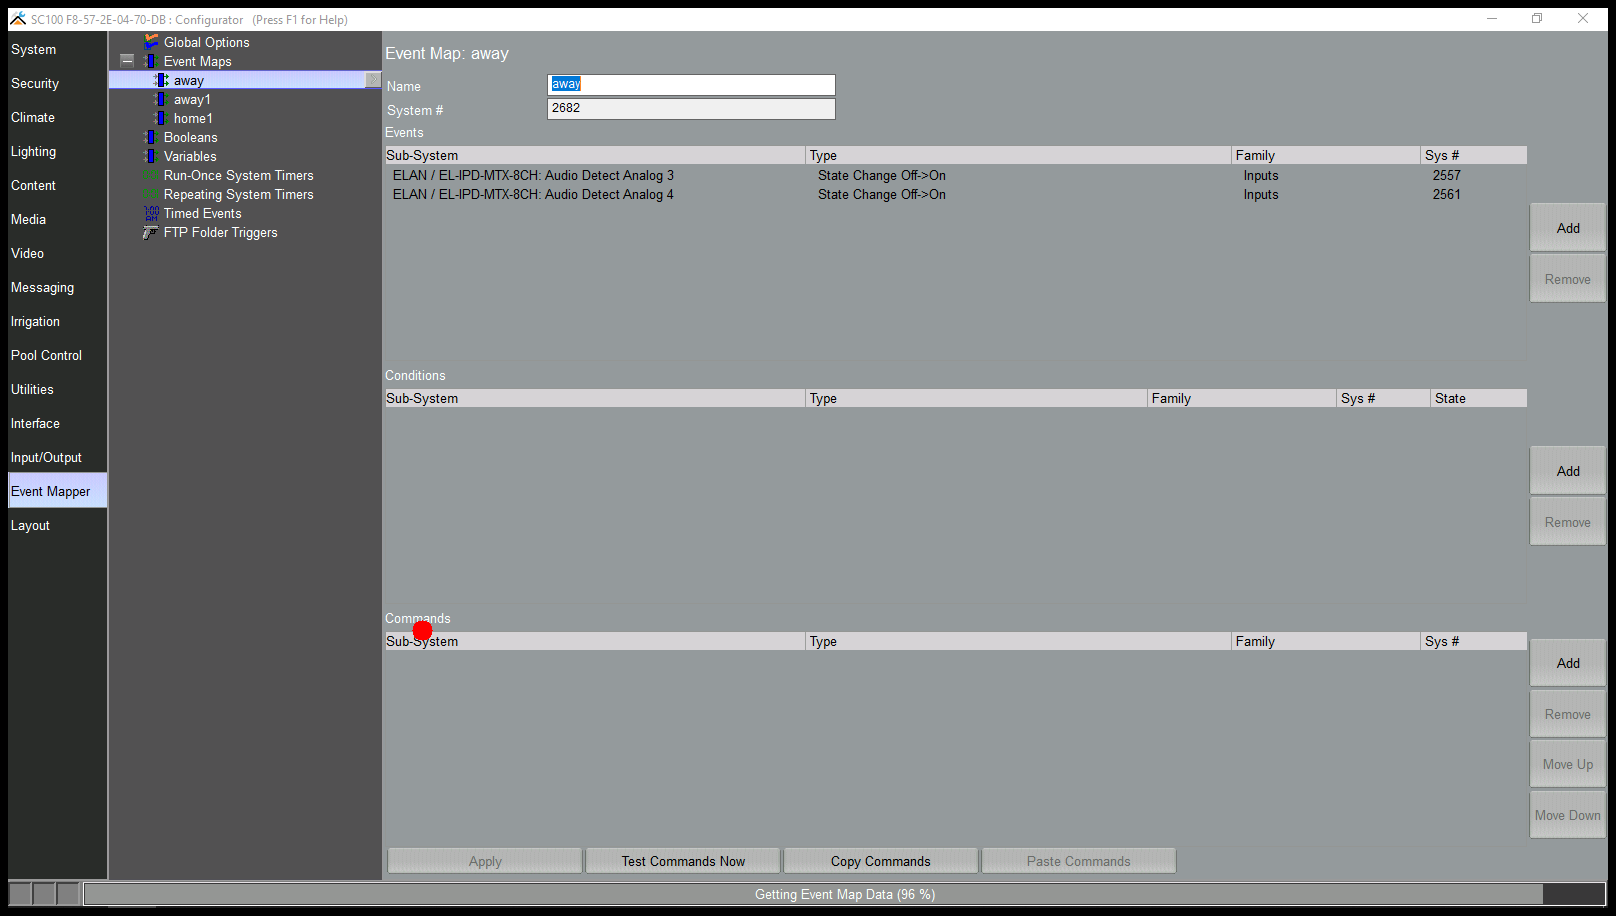 SC100 F8-57-2E-04-70-DB : Configurator (Press F1 for Help)
System
Security
Climate
Lighting
Content
Media
Video
Messaging
Irrigation
Pool Control
Utilities
Interface
Input/Output
Event Mapper
Layout
Global Options
Event Maps
away
away1
home1
Booleans
Variables
Run-Once System Timers
Repeating System Timers
Timed Events
FTP Folder Triggers
Event Map: away
Name away
System # 2682
Events
Sub-System Type Family Sys #
ELAN / EL-IPD-MTX-8CH: Audio Detect Analog 3 State Change Off->On Inputs 2557
ELAN / EL-IPD-MTX-8CH: Audio Detect Analog 4 State Change Off->On Inputs 2561
Add
Remove
Conditions
Sub-System Type Family Sys # State
Add
Remove
Commands
Sub-System Type Family Sys #
Add
Remove
Move Up
Move Down
Apply Test Commands Now Copy Commands Paste Commands
Getting Event Map Data (96 %)